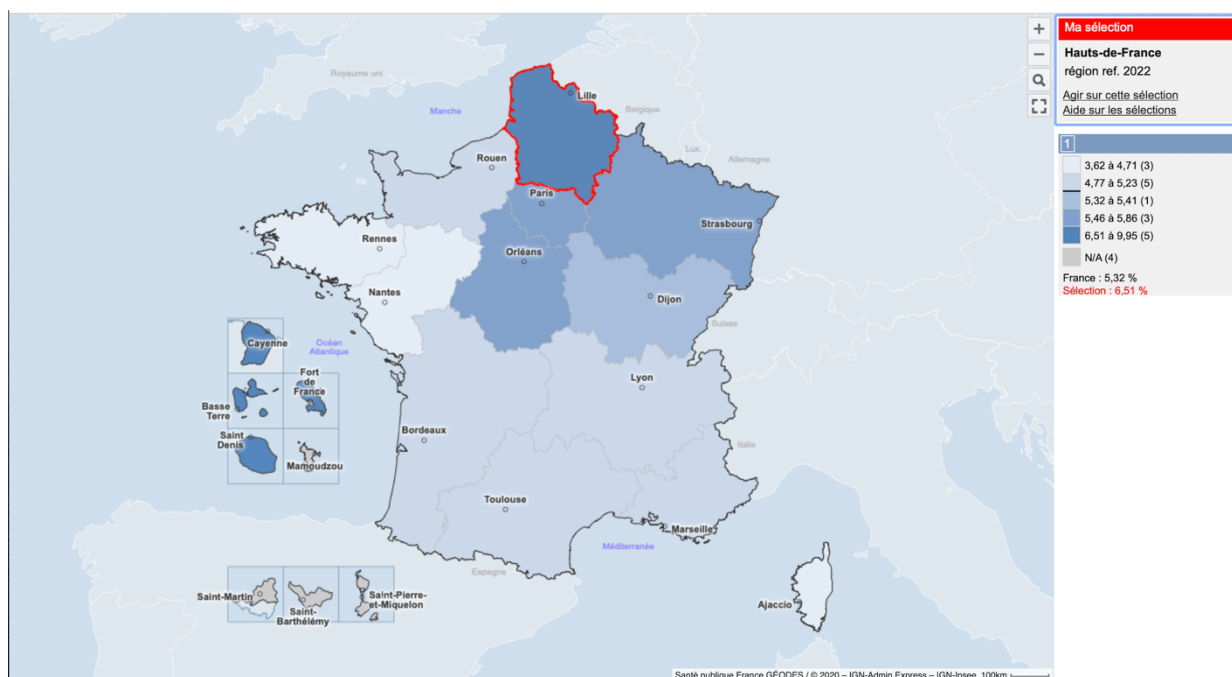 Royaume uni
Manche
Belgique
Lux.
Allemagne
Lille
Rouen
Paris
Strasbourg
Rennes
Orléans
Nantes
Dijon
Suisse
Océan
Atlantique
Cayenne
Fort
de
France
Basse
Terre
Saint
Denis
Mamoudzou
Lyon
Bordeaux
Italie
Toulouse
Marseille
Méditerranée
Espagne
Saint-Martin
Saint-
Barthélémy
Saint-Pierre-
et-Miquelon
Ajaccio
Santé publique France GÉODES / © 2020 – IGN-Admin Express – IGN-Insee 100km
+
−
Ma sélection
Hauts-de-France
région ref. 2022
Agir sur cette sélection
Aide sur les sélections
1
3,62 à 4,71 (3)
4,77 à 5,23 (5)
5,32 à 5,41 (1)
5,46 à 5,86 (3)
6,51 à 9,95 (5)
N/A (4)
France : 5,32 %
Sélection : 6,51 %